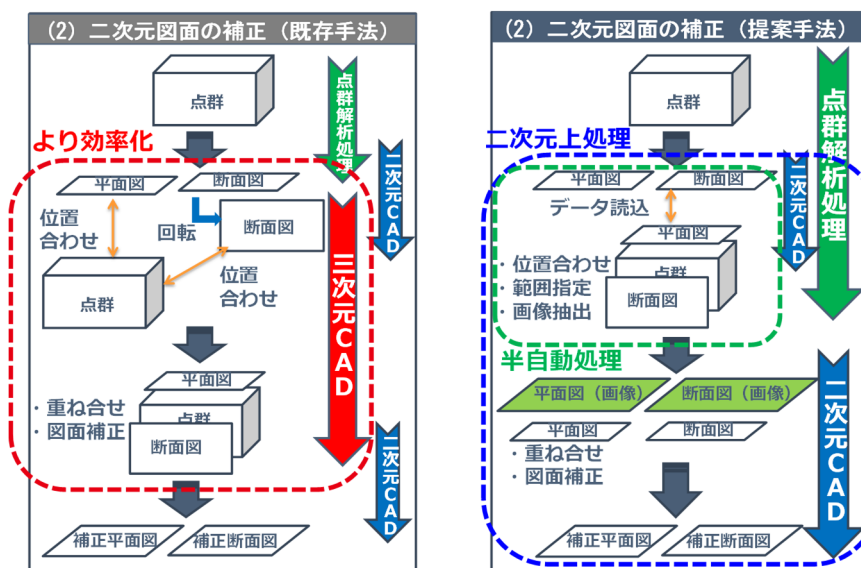 (2) 二次元図面の補正（既存手法）
点群
点群解析処理
より効率化
二次元CAD
平面図
断面図
位置
合わせ
回転
断面図
位置
合わせ
点群
三次元CAD
平面図
・重ね合せ
・図面補正
点群
断面図
二次元CAD
補正平面図
補正断面図
(2) 二次元図面の補正（提案手法）
点群
点群解析処理
二次元上処理
二次元CAD
平面図
断面図
データ読込
平面図
・位置合わせ
・範囲指定
・画像抽出
点群
断面図
半自動処理
平面図（画像）
断面図（画像）
二次元CAD
平面図
断面図
・重ね合せ
・図面補正
補正平面図
補正断面図